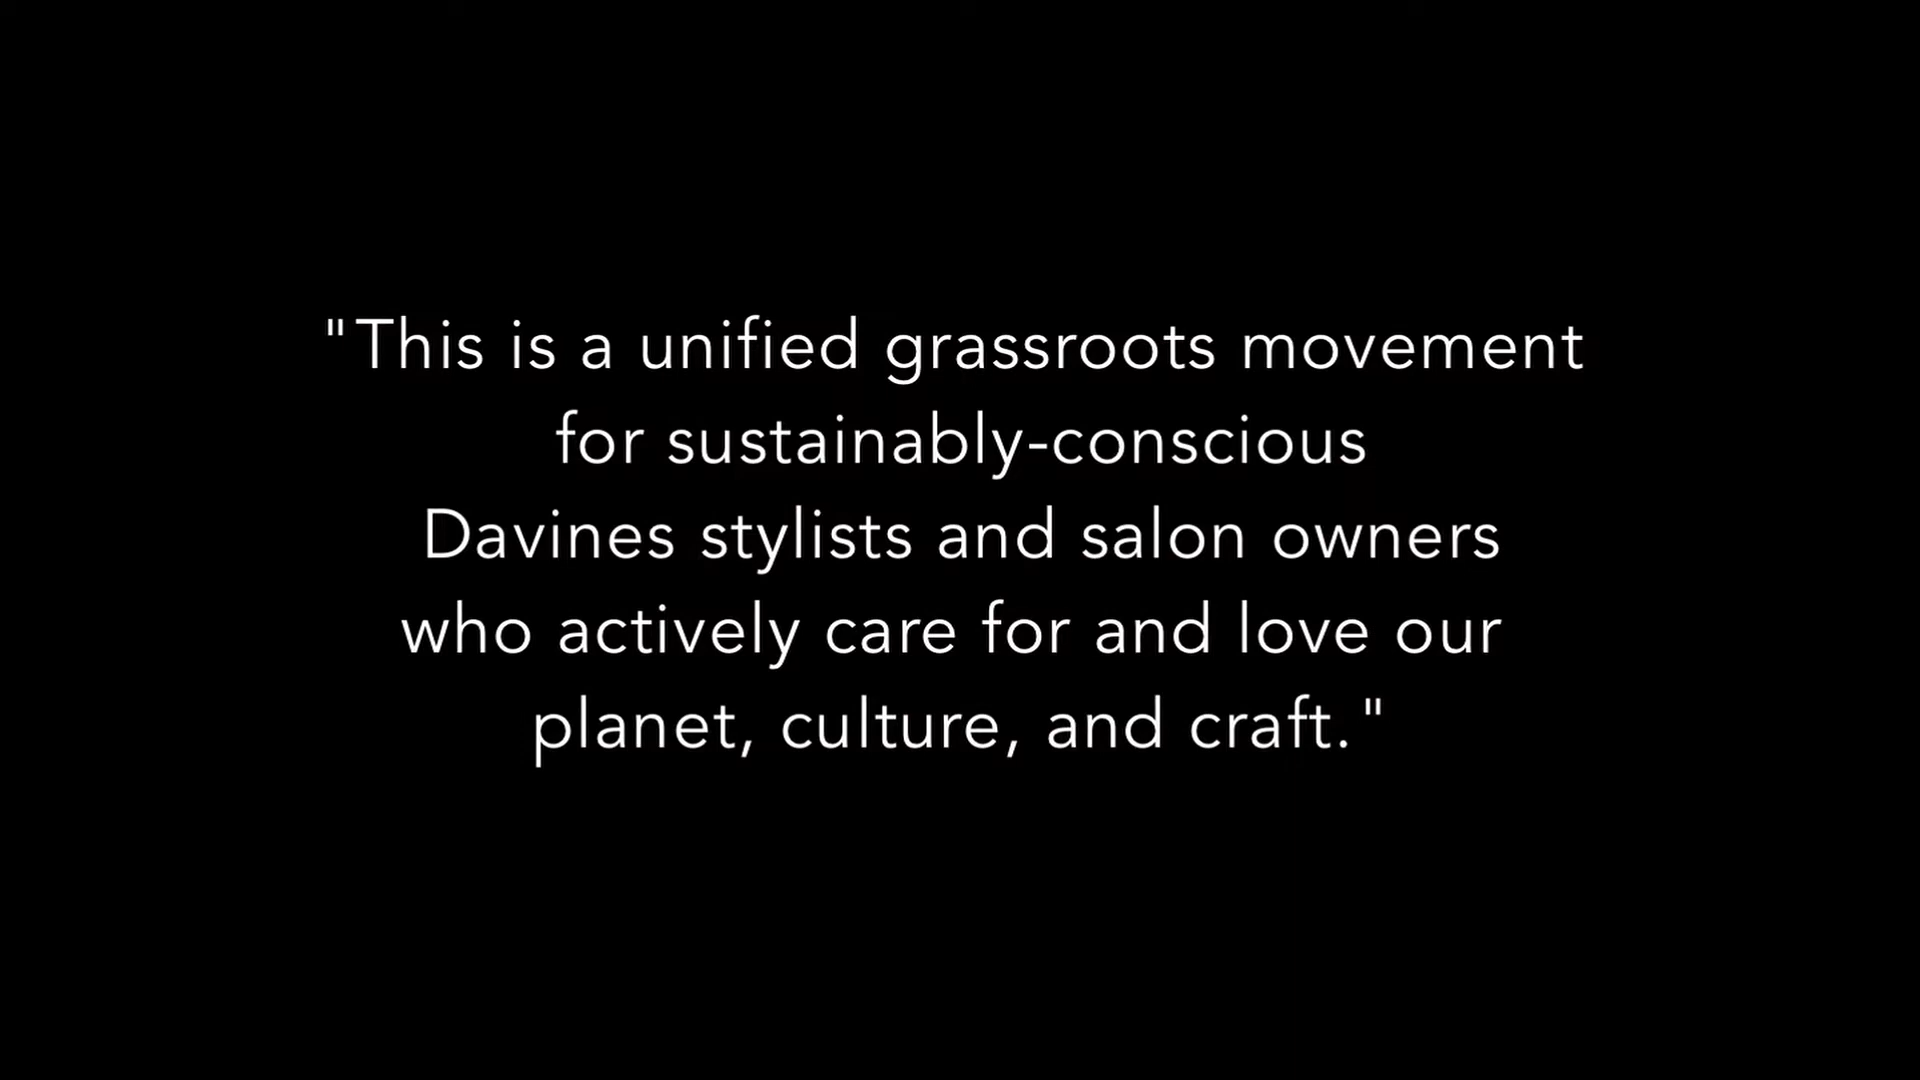 "This is a unified grassroots movement
for sustainably-conscious
Davines stylists and salon owners
who actively care for and love our
planet, culture, and craft."